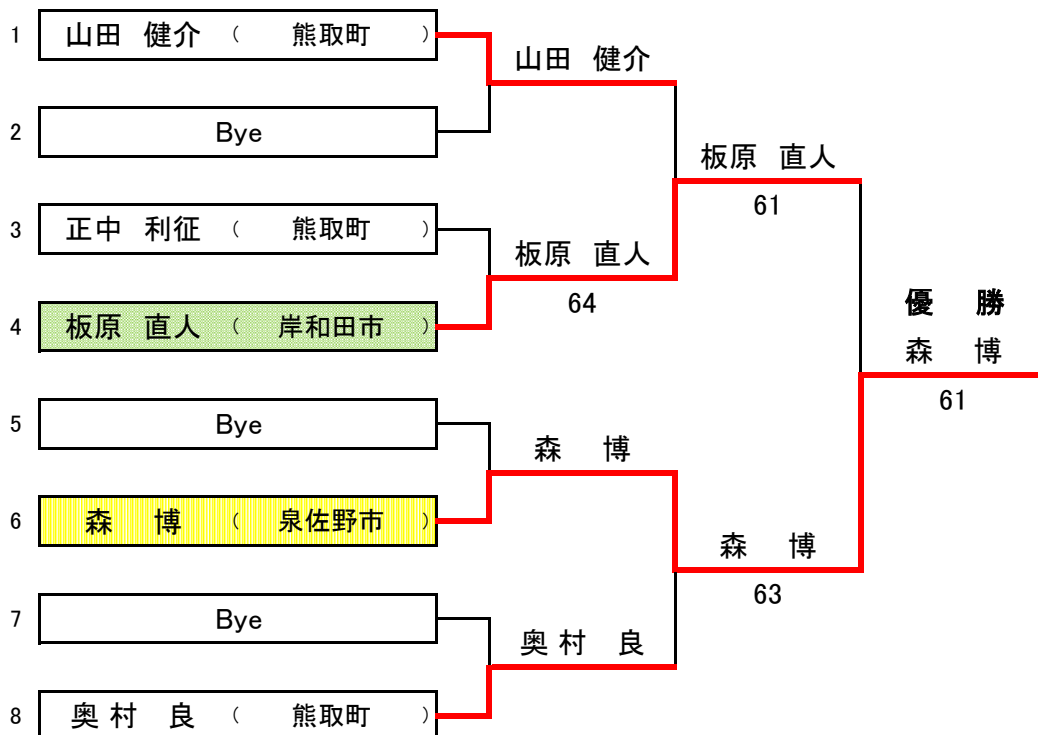 1 山田 健介 （ 熊取町 ）
山田 健介
2 Bye
板原 直人
61
3 正中 利征 （ 熊取町 ）
板原 直人
64
4 板原 直人 （ 岸和田市 ）
優 勝
森 博
61
5 Bye
森 博
6 森 博 （ 泉佐野市 ）
森 博
63
7 Bye
奥村 良
8 奥村 良 （ 熊取町 ）